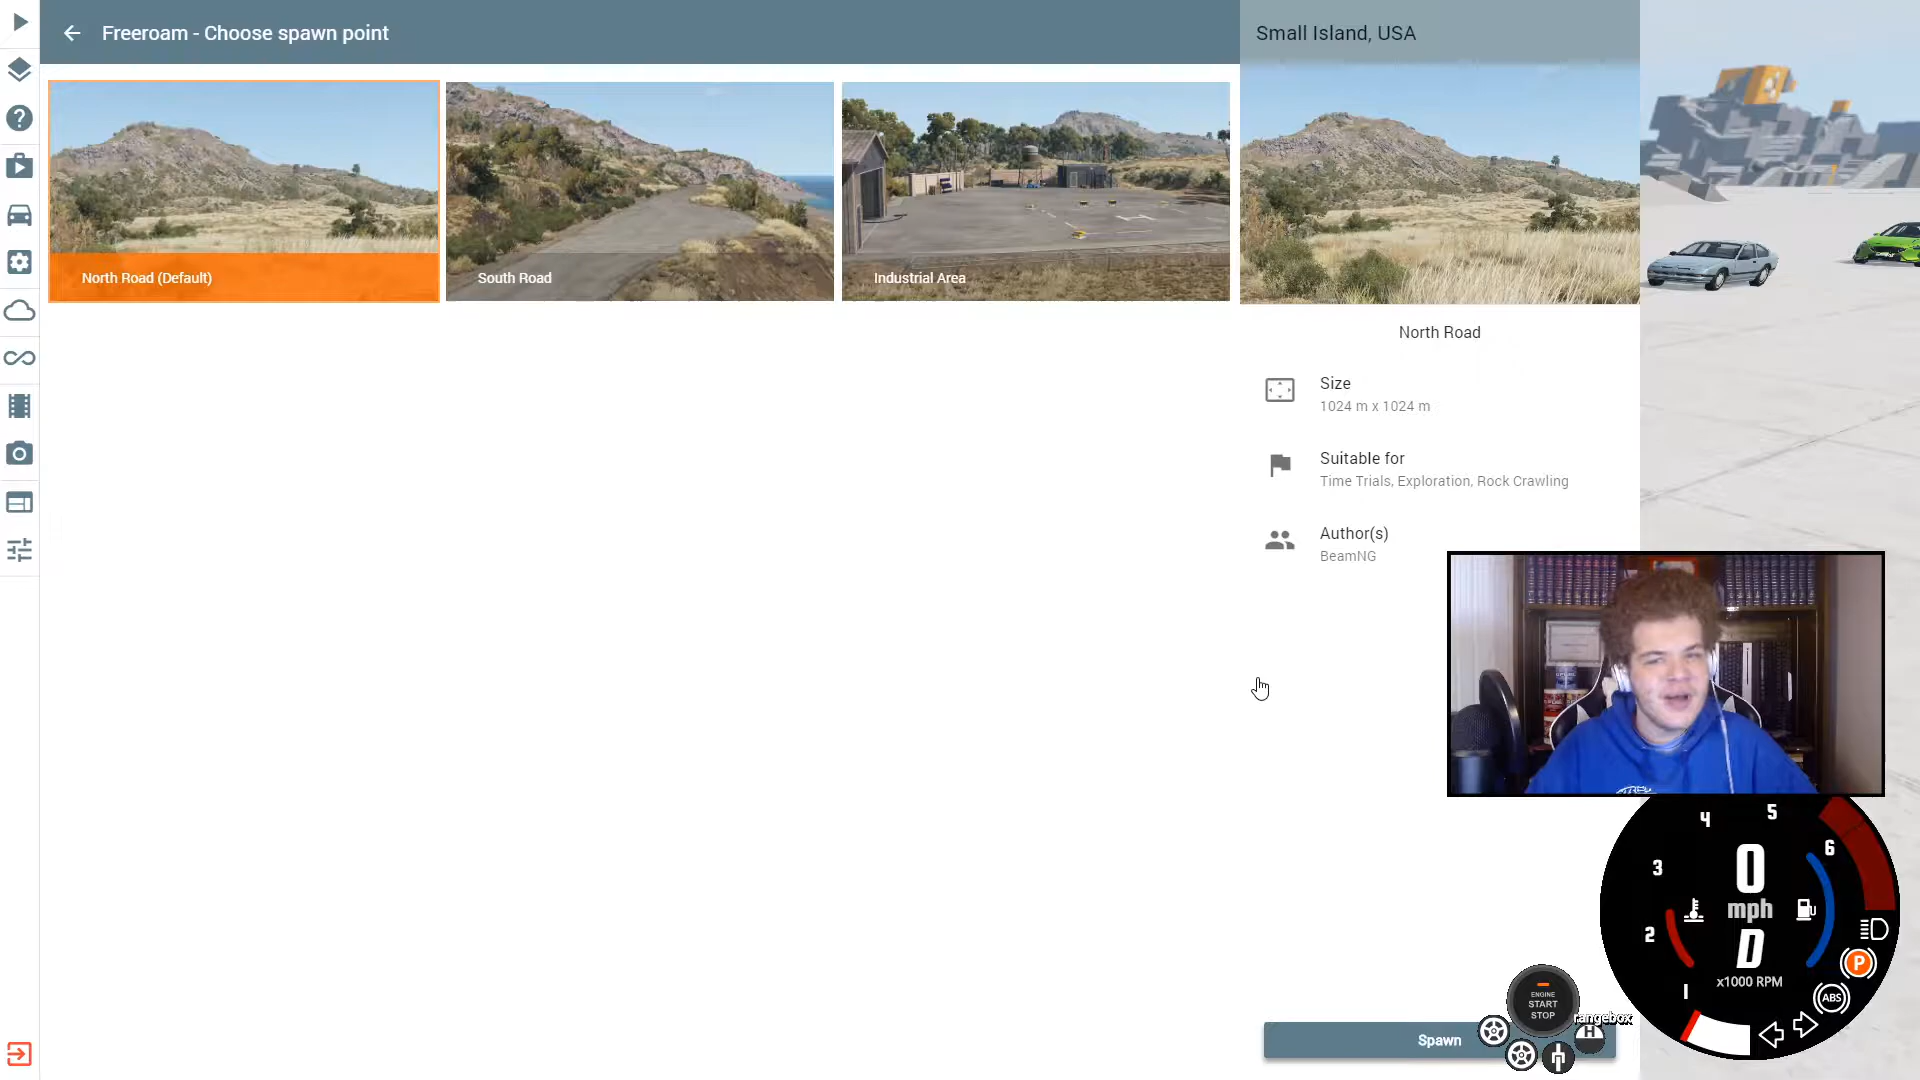 Freeroam - Choose spawn point
Small Island, USA
North Road (Default)
South Road
Industrial Area
North Road
Size
1024 m x 1024 m
Suitable for
Time Trials, Exploration, Rock Crawling
Author(s)
BeamNG
Spawn
ENGINE
START
STOP
rangebox
H
1
2
3
4
5
6
0
mph
D
x1000 RPM
P
ABS